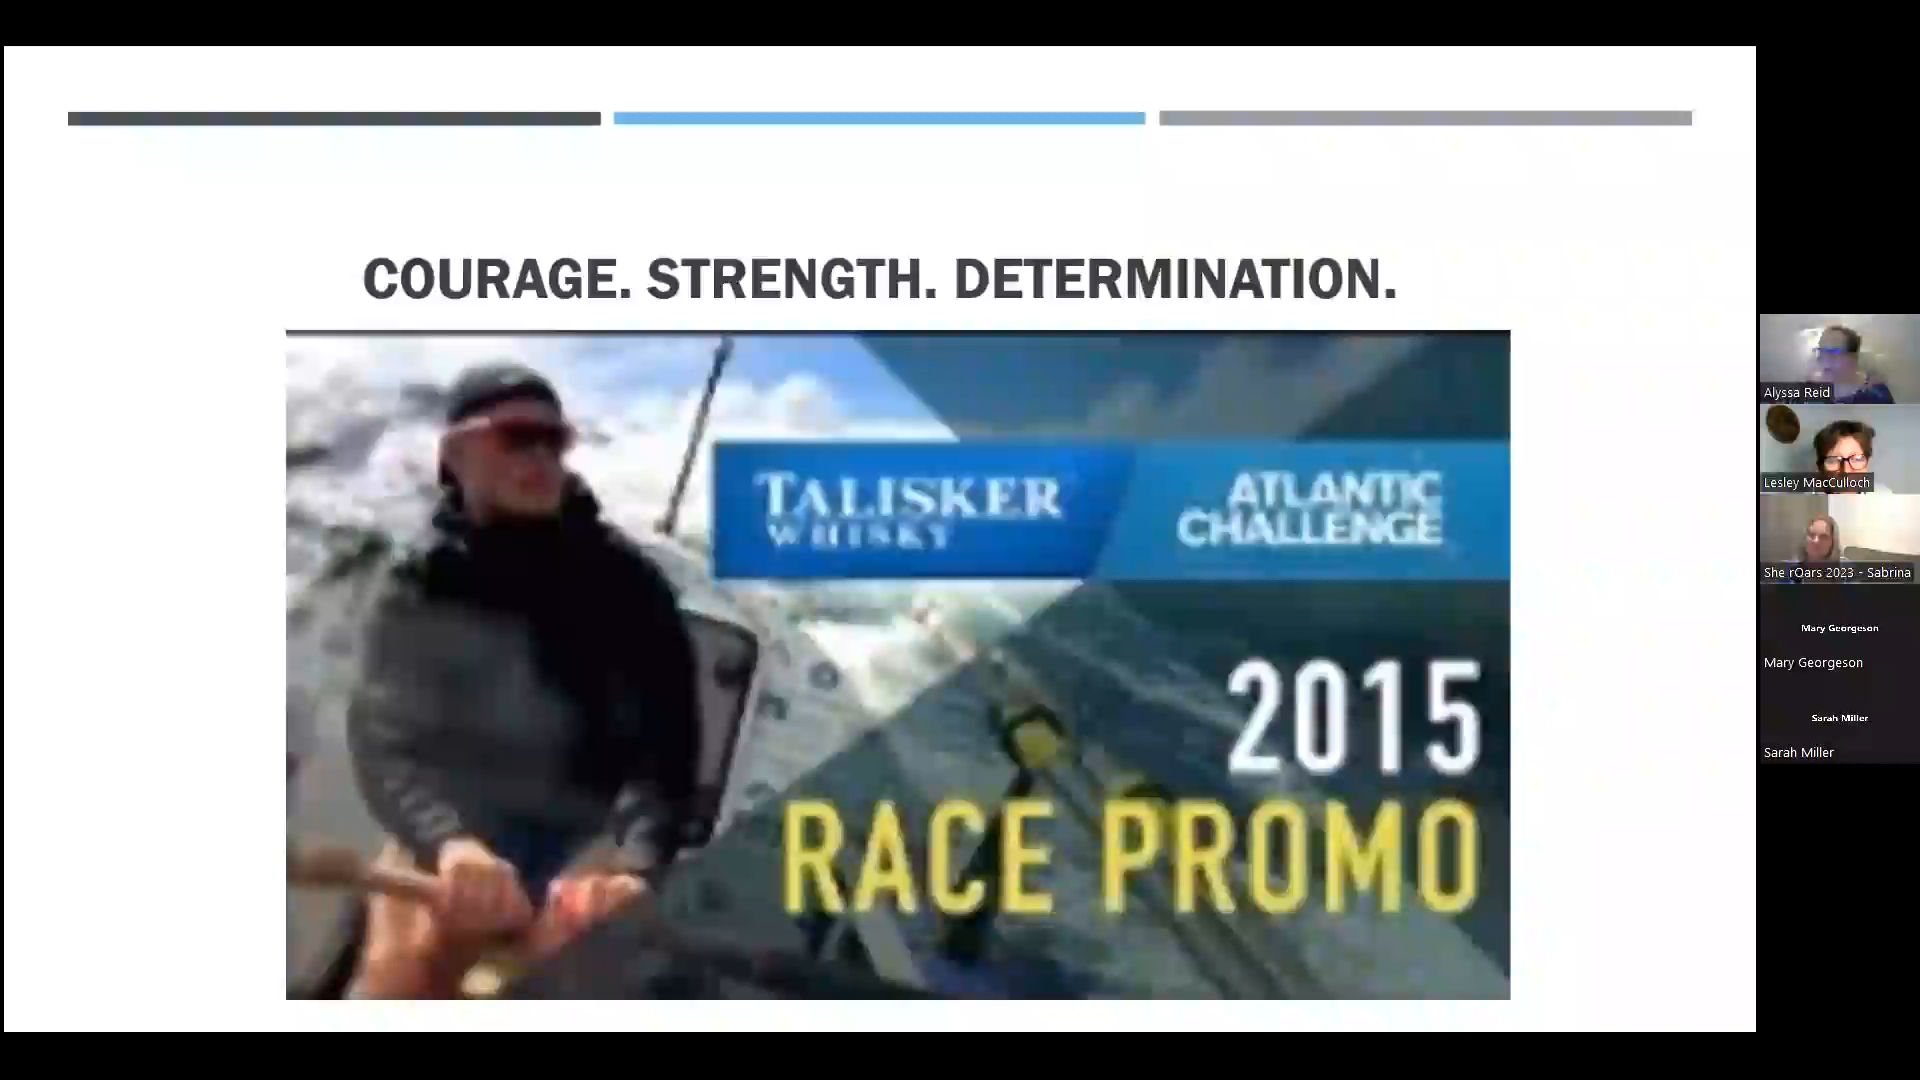 COURAGE. STRENGTH. DETERMINATION.
TALISKER
WHISKY
ATLANTIC
CHALLENGE
2015
RACE PROMO
Alyssa Reid
Lesley MacCulloch
She rOars 2023 - Sabrina
Mary Georgeson
Mary Georgeson
Sarah Miller
Sarah Miller